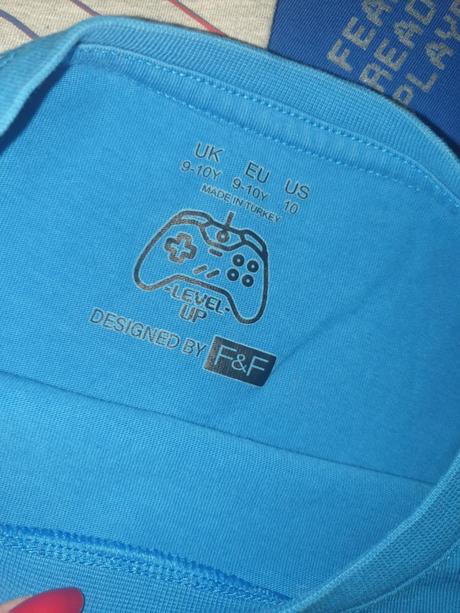 FEA
READ
PLAY
UK EU US
9-10Y 9-10Y 10
MADE IN TURKEY
-LEVEL-
UP
DESIGNED BY F&F